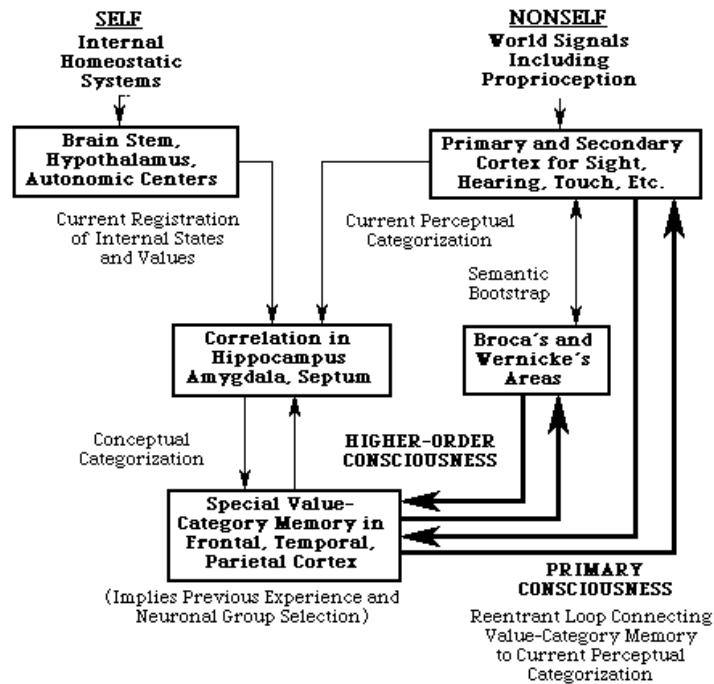 SELF
Internal
Homeostatic
Systems
NONSELF
World Signals
Including
Proprioception
Brain Stem,
Hypothalamus,
Autonomic Centers
Primary and Secondary
Cortex for Sight,
Hearing, Touch, Etc.
Current Registration
of Internal States
and Values
Current Perceptual
Categorization
Semantic
Bootstrap
Correlation in
Hippocampus
Amygdala, Septum
Broca's and
Wernicke's
Areas
Conceptual
Categorization
HIGHER-ORDER
CONSCIOUSNESS
Special Value-
Category Memory in
Frontal, Temporal,
Parietal Cortex
(Implies Previous Experience and
Neuronal Group Selection)
PRIMARY
CONSCIOUSNESS
Reentrant Loop Connecting
Value-Category Memory
to Current Perceptual
Categorization